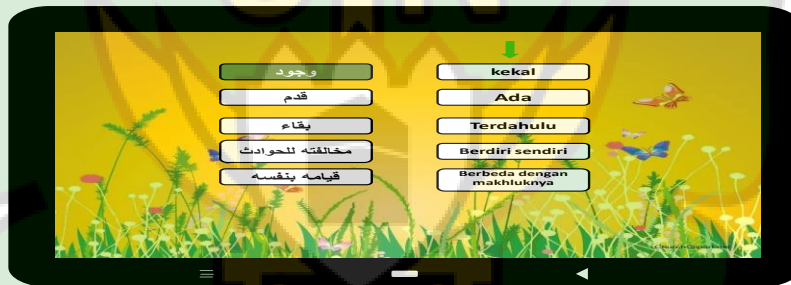 وجود
قدم
بقاء
مخالفته للحوادث
قيامه بنفسه
kekal
Ada
Terdahulu
Berdiri sendiri
Berbeda dengan
makhluknya